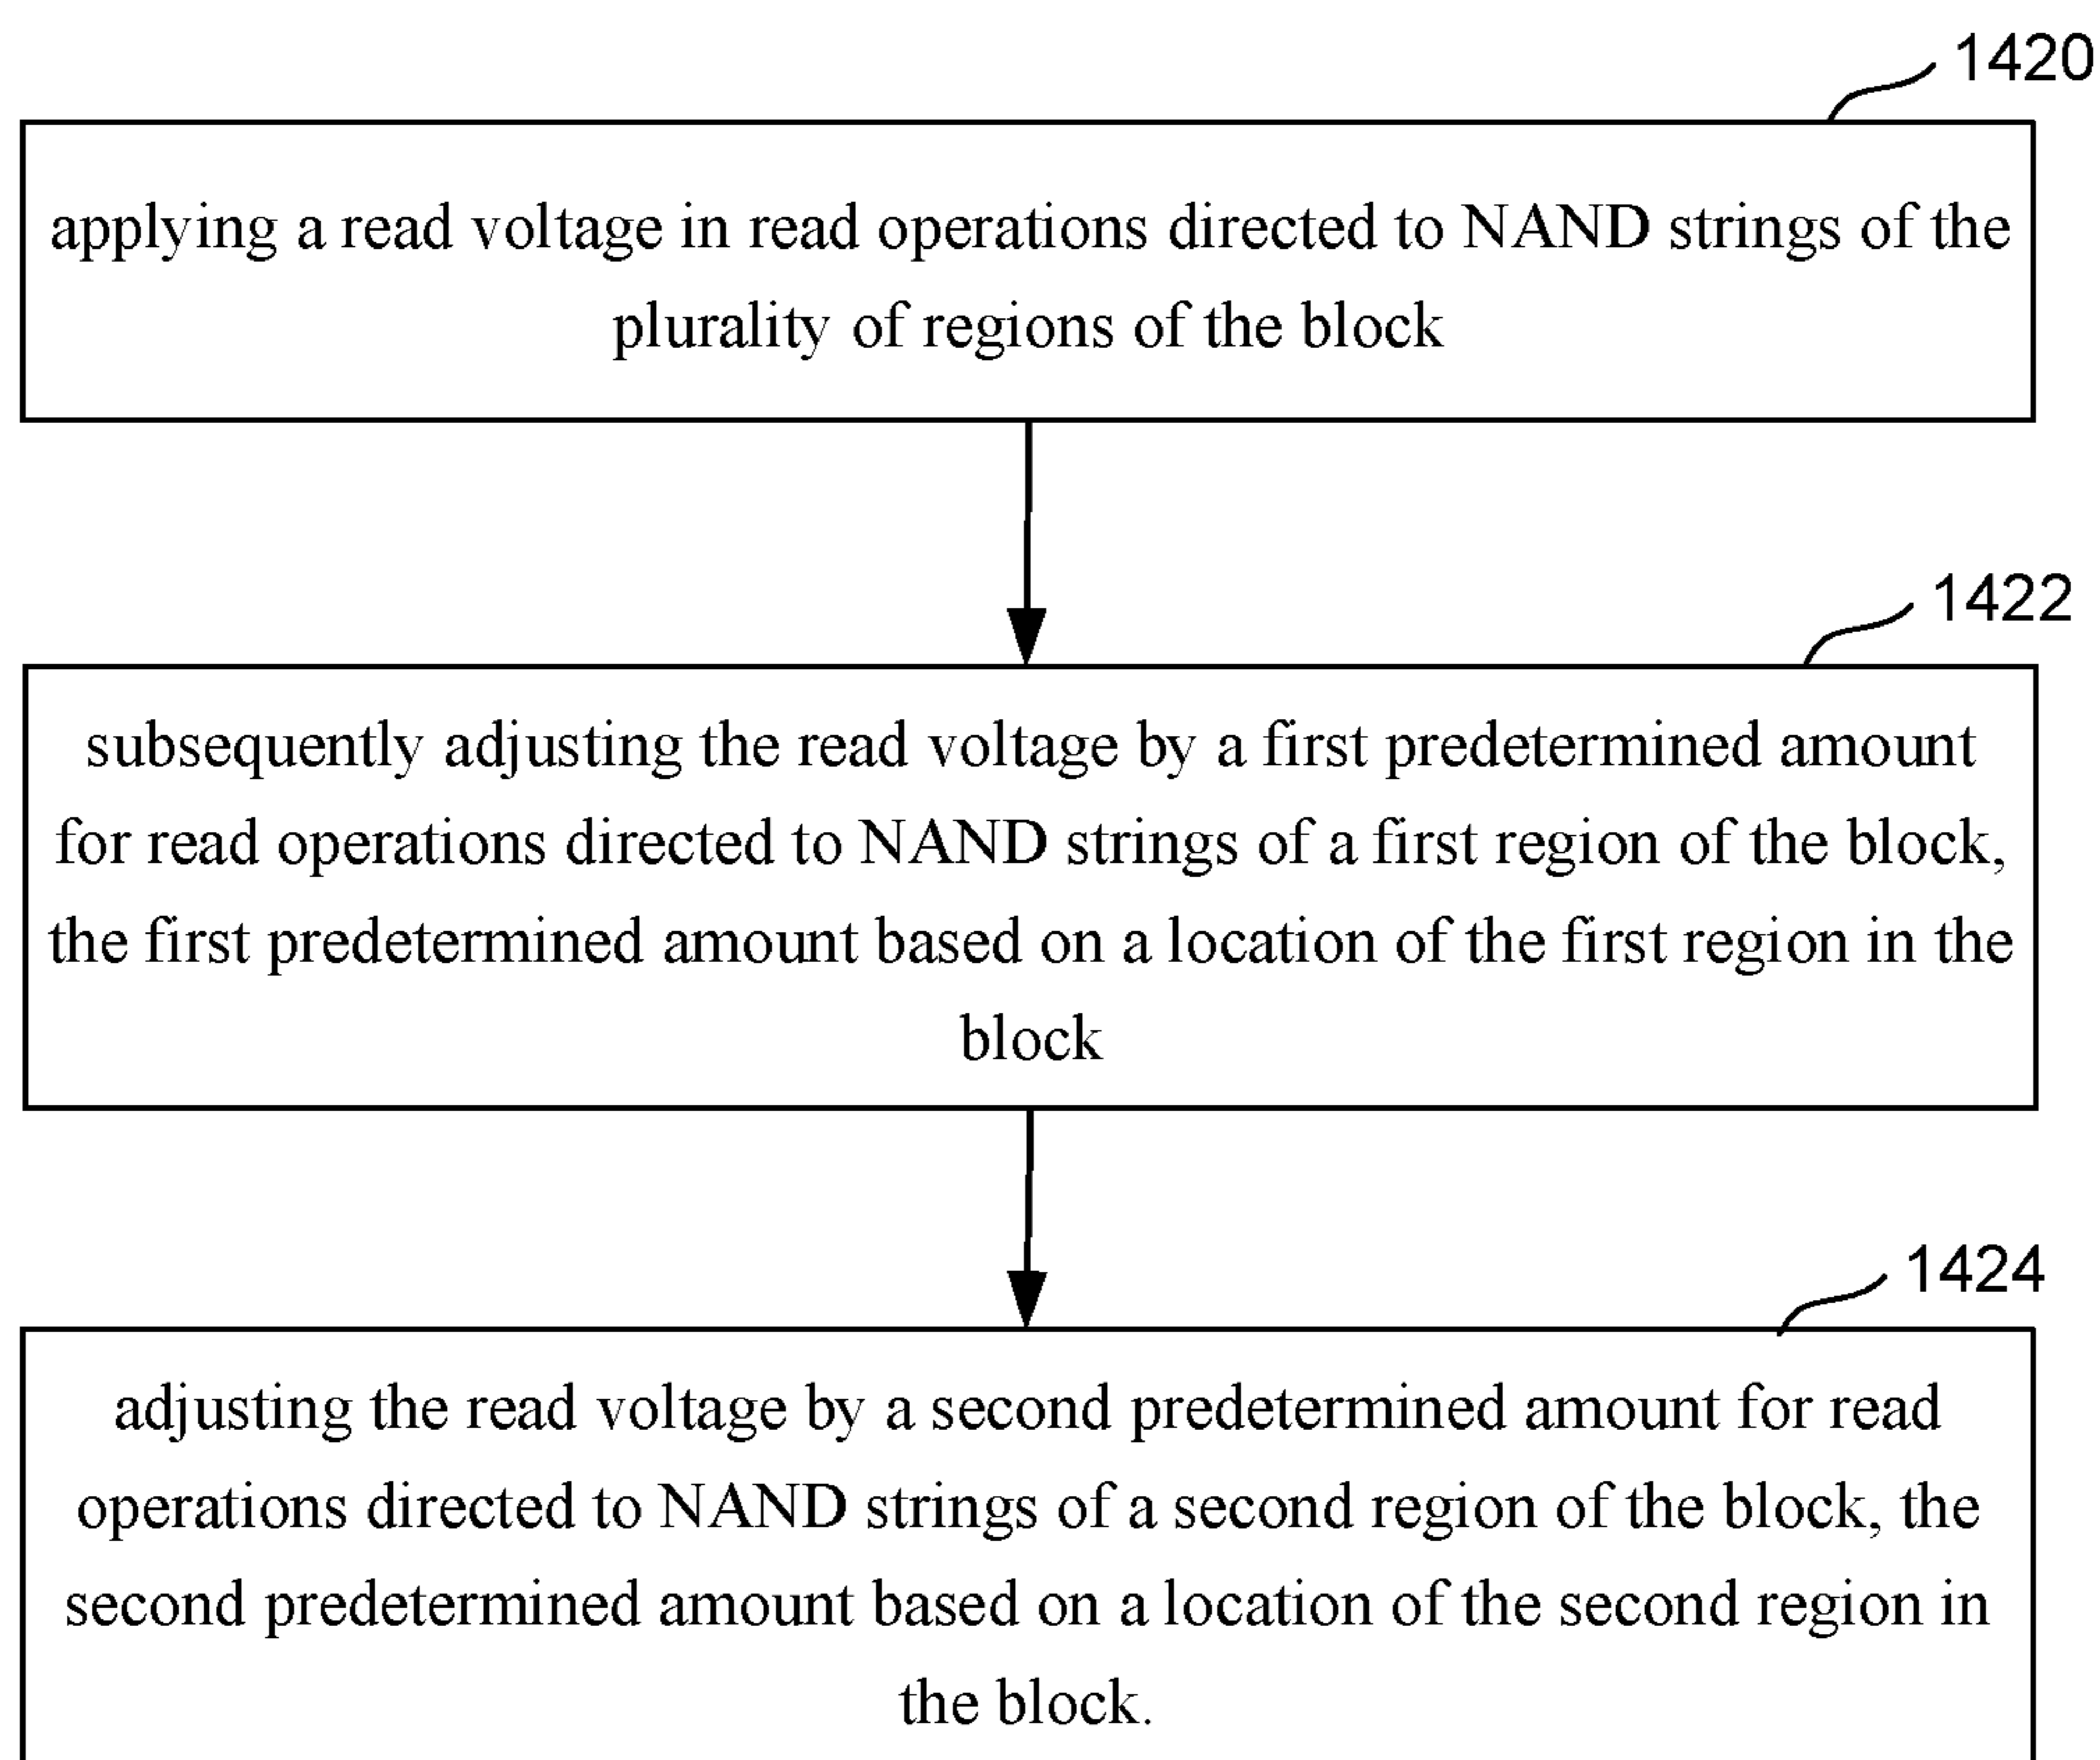 1420
applying a read voltage in read operations directed to NAND strings of the
plurality of regions of the block
1422
subsequently adjusting the read voltage by a first predetermined amount
for read operations directed to NAND strings of a first region of the block,
the first predetermined amount based on a location of the first region in the
block
1424
adjusting the read voltage by a second predetermined amount for read
operations directed to NAND strings of a second region of the block, the
second predetermined amount based on a location of the second region in
the block.